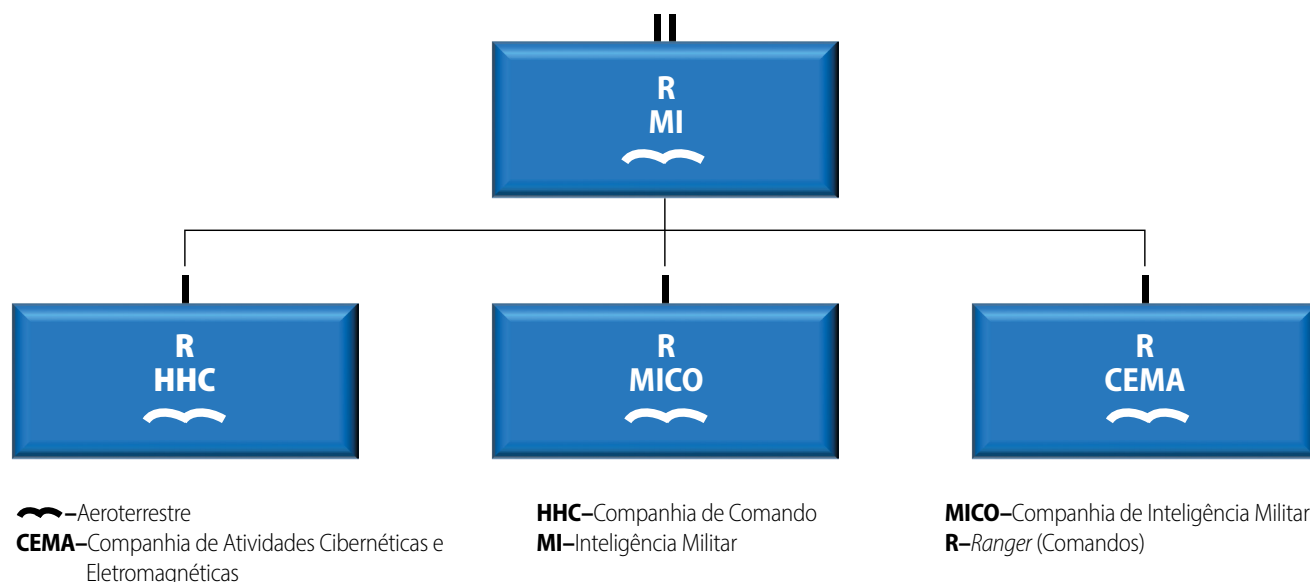 R
MI
R
HHC
R
MICO
R
CEMA
–Aeroterrestre
CEMA–Companhia de Atividades Cibernéticas e
Eletromagnéticas
HHC–Companhia de Comando
MI–Inteligência Militar
MICO–Companhia de Inteligência Militar
R–Ranger (Comandos)